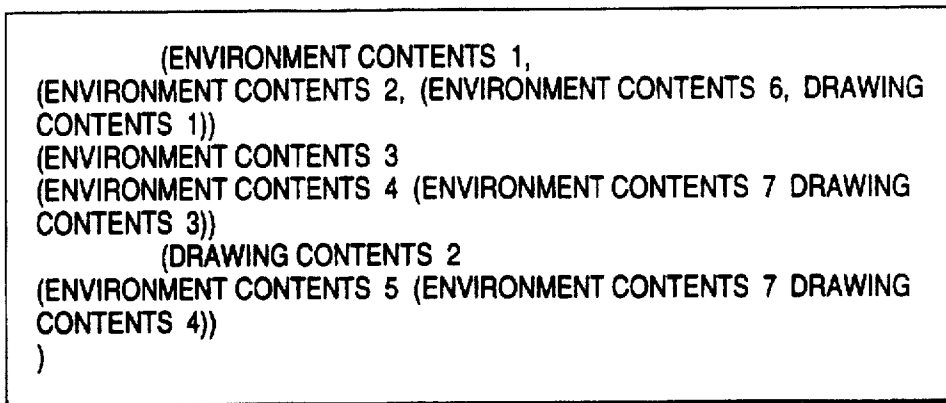 (ENVIRONMENT CONTENTS 1,
(ENVIRONMENT CONTENTS 2, (ENVIRONMENT CONTENTS 6, DRAWING
CONTENTS 1))
(ENVIRONMENT CONTENTS 3
(ENVIRONMENT CONTENTS 4 (ENVIRONMENT CONTENTS 7 DRAWING
CONTENTS 3))
(DRAWING CONTENTS 2
(ENVIRONMENT CONTENTS 5 (ENVIRONMENT CONTENTS 7 DRAWING
CONTENTS 4))
)